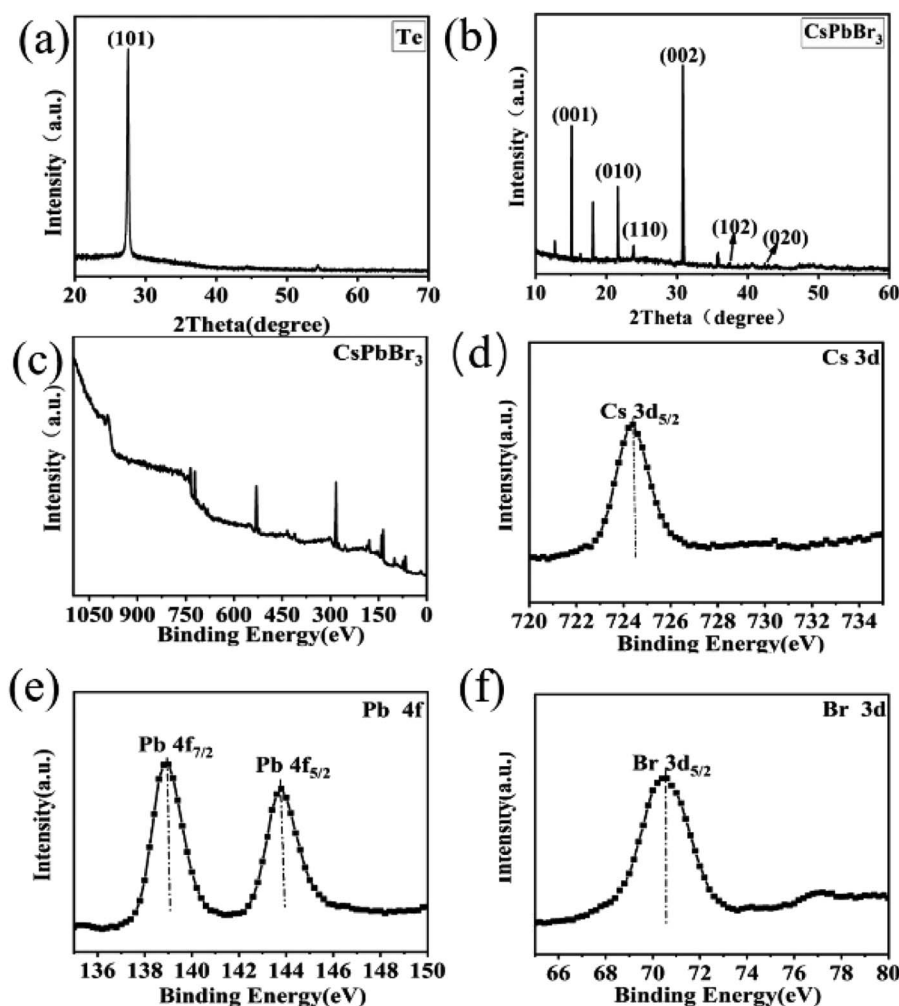 (a)
(101)
Te
Intensity（a.u.）
20 30 40 50 60 70
2Theta(degree)
(b)
CsPbBr3
(002)
(001)
(010)
(110)
(102)
(020)
Intensity（a.u.）
10 20 30 40 50 60
2Theta（degree）
(c)
CsPbBr3
Intensity（a.u.）
1050 900 750 600 450 300 150 0
Binding Energy(eV)
(d)
Cs 3d
Cs 3d5/2
Intensity(a.u.)
720 722 724 726 728 730 732 734
Binding Energy(eV)
(e)
Pb 4f
Pb 4f7/2
Pb 4f5/2
Intensity(a.u.)
136 138 140 142 144 146 148 150
Binding Energy(eV)
(f)
Br 3d
Br 3d5/2
Intensity(a.u.)
66 68 70 72 74 76 78 80
Binding Energy(eV)